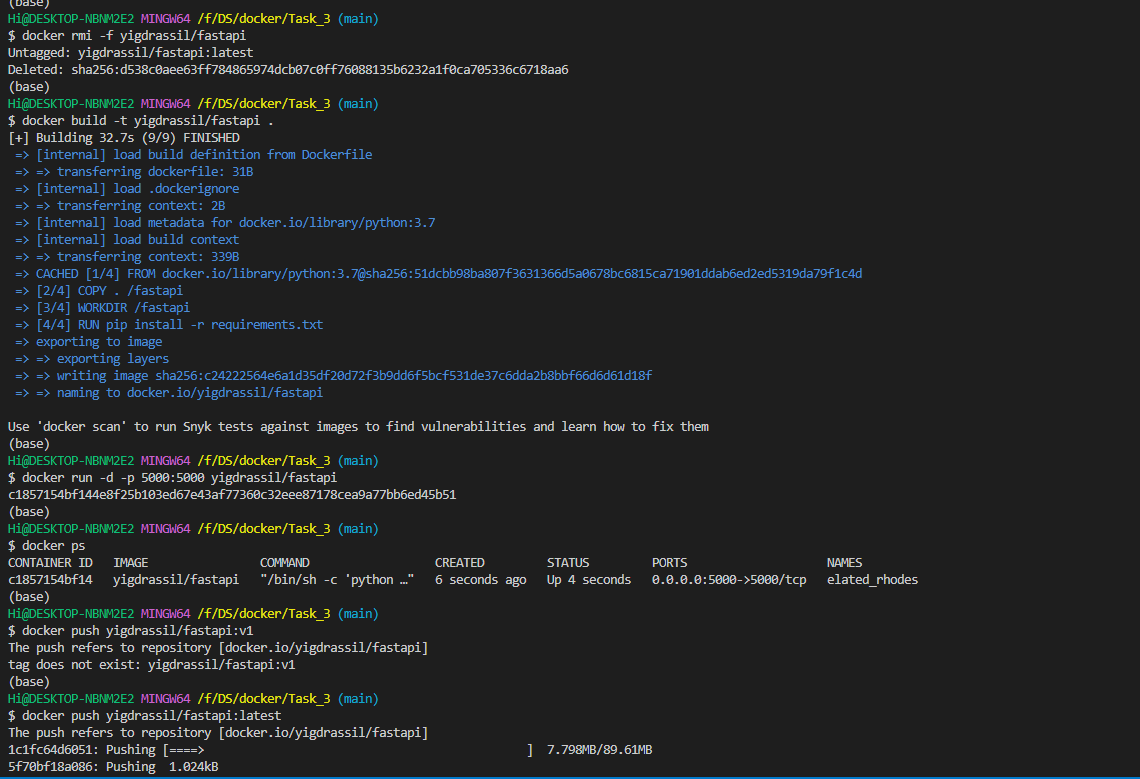 (base)
Hi@DESKTOP-NBNM2E2 MINGW64 /f/DS/docker/Task_3 (main)
$ docker rmi -f yigdrassil/fastapi
Untagged: yigdrassil/fastapi:latest
Deleted: sha256:d538c0aee63ff784865974dcb07c0ff76088135b6232a1f0ca705336c6718aa6
(base)
Hi@DESKTOP-NBNM2E2 MINGW64 /f/DS/docker/Task_3 (main)
$ docker build -t yigdrassil/fastapi .
[+] Building 32.7s (9/9) FINISHED
=> [internal] load build definition from Dockerfile
=> => transferring dockerfile: 31B
=> [internal] load .dockerignore
=> => transferring context: 2B
=> [internal] load metadata for docker.io/library/python:3.7
=> [internal] load build context
=> => transferring context: 339B
=> CACHED [1/4] FROM docker.io/library/python:3.7@sha256:51dcbb98ba807f3631366d5a0678bc6815ca71901ddab6ed2ed5319da79f1c4d
=> [2/4] COPY . /fastapi
=> [3/4] WORKDIR /fastapi
=> [4/4] RUN pip install -r requirements.txt
=> exporting to image
=> => exporting layers
=> => writing image sha256:c24222564e6a1d35df20d72f3b9dd6f5bcf531de37c6dda2b8bbf66d6d61d18f
=> => naming to docker.io/yigdrassil/fastapi
Use 'docker scan' to run Snyk tests against images to find vulnerabilities and learn how to fix them
(base)
Hi@DESKTOP-NBNM2E2 MINGW64 /f/DS/docker/Task_3 (main)
$ docker run -d -p 5000:5000 yigdrassil/fastapi
c1857154bf144e8f25b103ed67e43af77360c32eee87178cea9a77bb6ed45b51
(base)
Hi@DESKTOP-NBNM2E2 MINGW64 /f/DS/docker/Task_3 (main)
$ docker ps
CONTAINER ID IMAGE COMMAND CREATED STATUS PORTS NAMES
c1857154bf14 yigdrassil/fastapi "/bin/sh -c 'python …" 6 seconds ago Up 4 seconds 0.0.0.0:5000->5000/tcp elated_rhodes
(base)
Hi@DESKTOP-NBNM2E2 MINGW64 /f/DS/docker/Task_3 (main)
$ docker push yigdrassil/fastapi:v1
The push refers to repository [docker.io/yigdrassil/fastapi]
tag does not exist: yigdrassil/fastapi:v1
(base)
Hi@DESKTOP-NBNM2E2 MINGW64 /f/DS/docker/Task_3 (main)
$ docker push yigdrassil/fastapi:latest
The push refers to repository [docker.io/yigdrassil/fastapi]
1c1fc64d6051: Pushing [====> ] 7.798MB/89.61MB
5f70bf18a086: Pushing 1.024kB